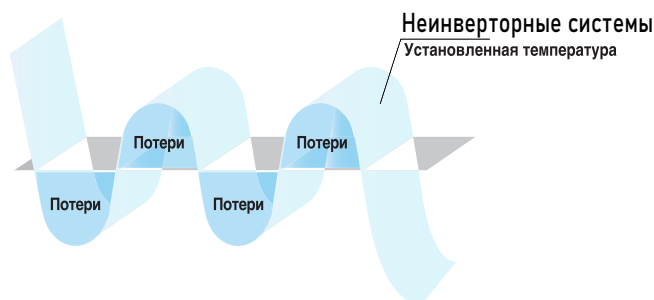 Неинверторные системы
Установленная температура
Потери
Потери
Потери
Потери